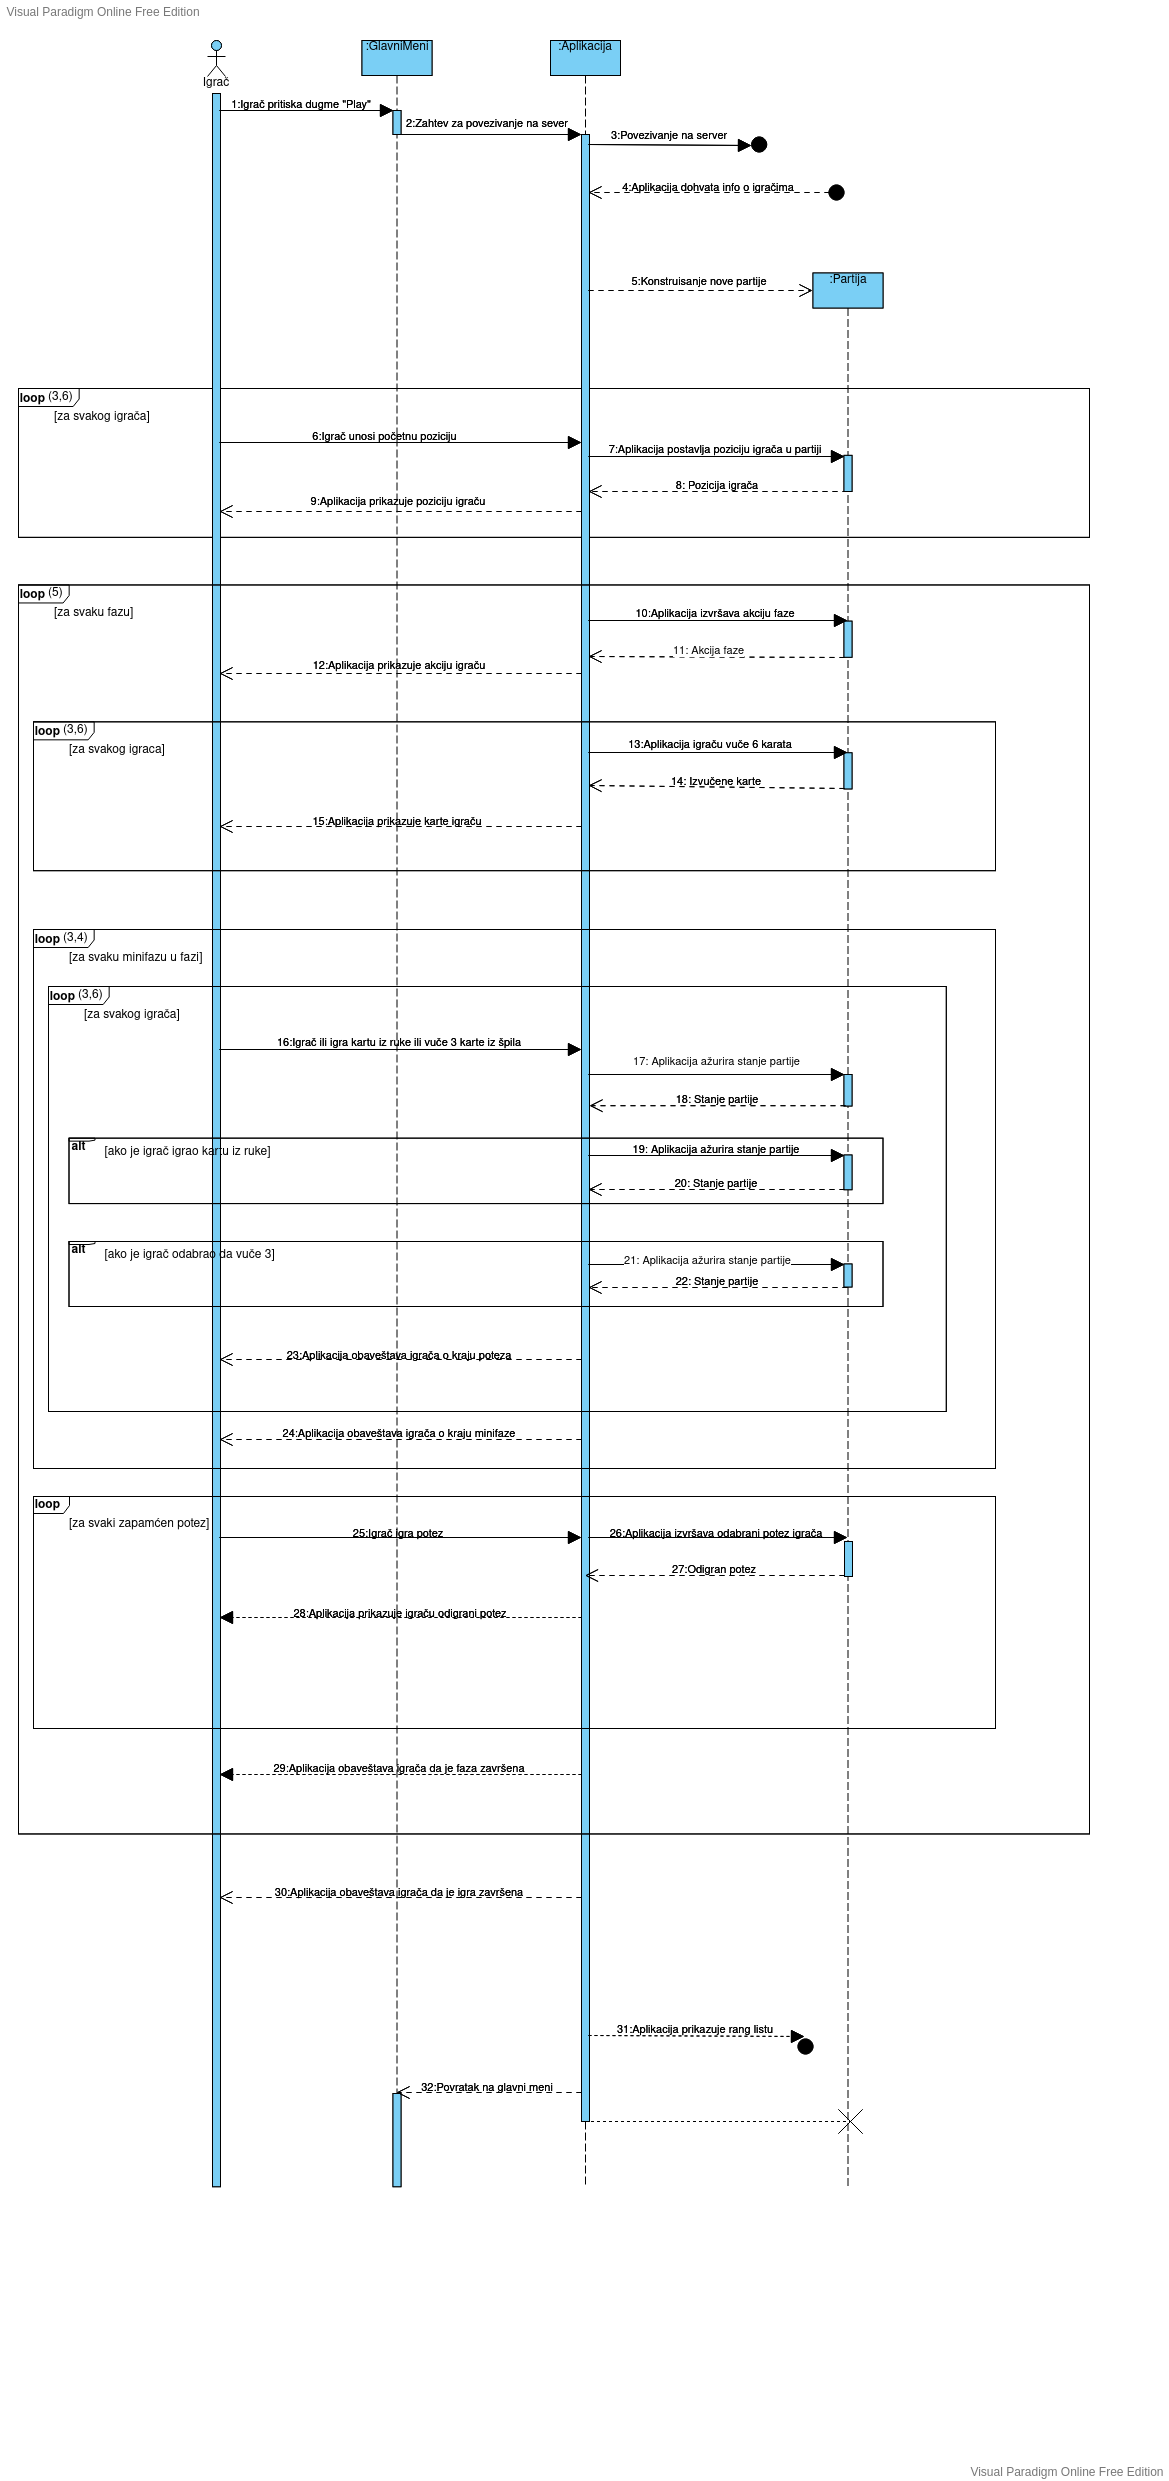 Visual Paradigm Online Free Edition
:GlavniMeni
:Aplikacija
Igrač
1:Igrač pritiska dugme "Play"
2:Zahtev za povezivanje na sever
3:Povezivanje na server
4:Aplikacija dohvata info o igračima
5:Konstruisanje nove partije
:Partija
loop (3,6)
[za svakog igrača]
6:Igrač unosi početnu poziciju
7:Aplikacija postavlja poziciju igrača u partiji
8: Pozicija igrača
9:Aplikacija prikazuje poziciju igraču
loop (5)
[za svaku fazu]
10:Aplikacija izvršava akciju faze
11: Akcija faze
12:Aplikacija prikazuje akciju igraču
loop (3,6)
[za svakog igraca]
13:Aplikacija igraču vuče 6 karata
14: Izvučene karte
15:Aplikacija prikazuje karte igraču
loop (3,4)
[za svaku minifazu u fazi]
loop (3,6)
[za svakog igrača]
16:Igrač ili igra kartu iz ruke ili vuče 3 karte iz špila
17: Aplikacija ažurira stanje partije
18: Stanje partije
alt
[ako je igrač igrao kartu iz ruke]
19: Aplikacija ažurira stanje partije
20: Stanje partije
alt
[ako je igrač odabrao da vuče 3]
21: Aplikacija ažurira stanje partije
22: Stanje partije
23:Aplikacija obaveštava igrača o kraju poteza
24:Aplikacija obaveštava igrača o kraju minifaze
loop
[za svaki zapamćen potez]
25:Igrač igra potez
26:Aplikacija izvršava odabrani potez igrača
27:Odigran potez
28:Aplikacija prikazuje igraču odigrani potez
29:Aplikacija obaveštava igrača da je faza završena
30:Aplikacija obaveštava igrača da je igra završena
31:Aplikacija prikazuje rang listu
32:Povratak na glavni meni
Visual Paradigm Online Free Edition